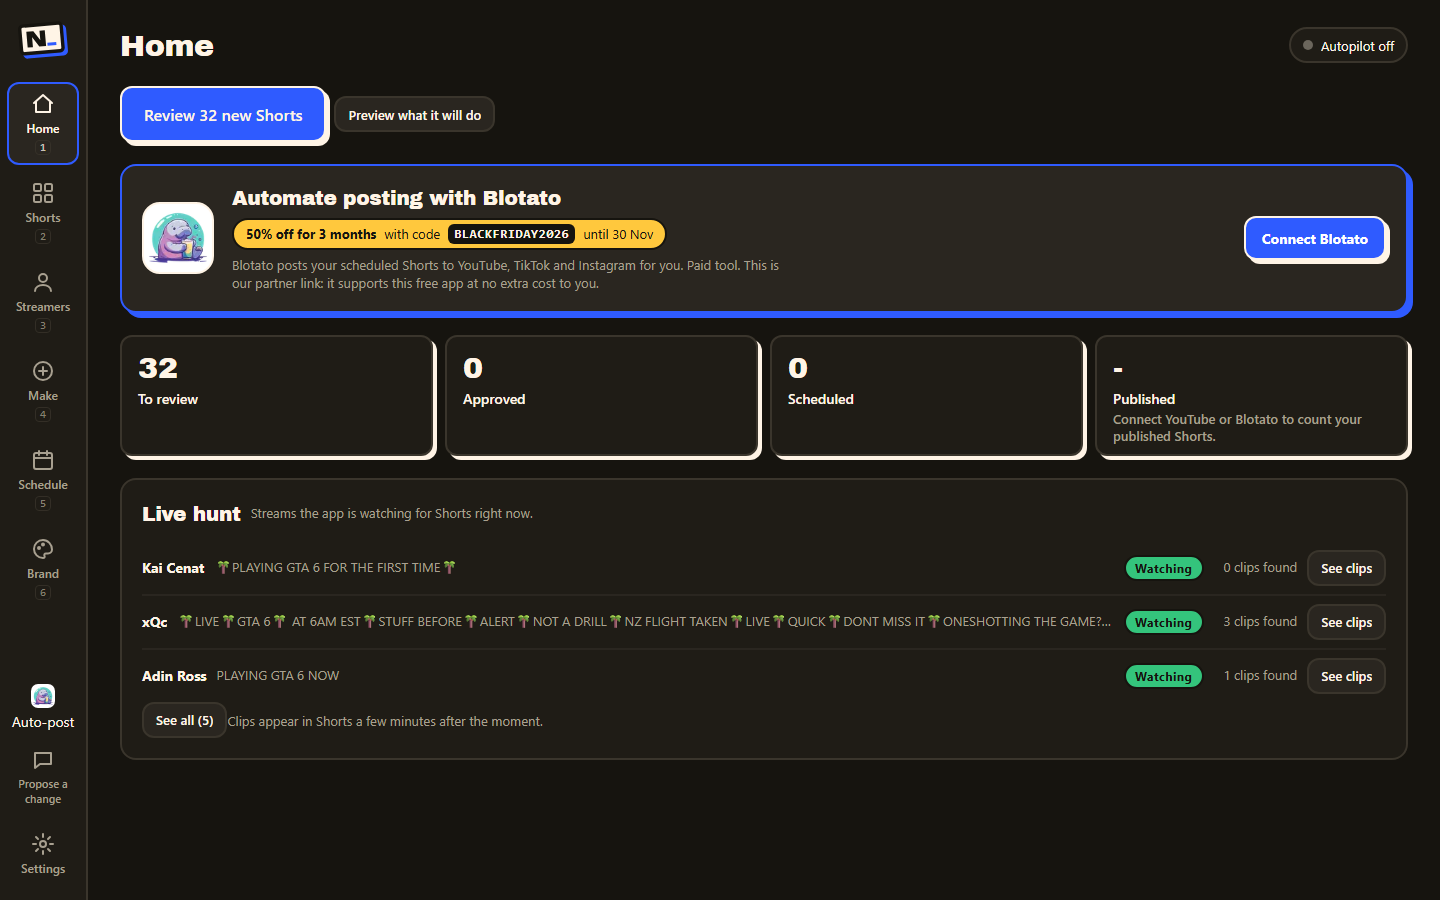 N_
Home
1
Shorts
2
Streamers
3
Make
4
Schedule
5
Brand
6
Auto-post
Propose a
change
Settings
Home
Autopilot off
Review 32 new Shorts
Preview what it will do
Automate posting with Blotato
50% off for 3 months with code BLACKFRIDAY2026 until 30 Nov
Blotato posts your scheduled Shorts to YouTube, TikTok and Instagram for you. Paid tool. This is
our partner link: it supports this free app at no extra cost to you.
Connect Blotato
32
To review
0
Approved
0
Scheduled
-
Published
Connect YouTube or Blotato to count your
published Shorts.
Live hunt Streams the app is watching for Shorts right now.
Kai Cenat 🌴PLAYING GTA 6 FOR THE FIRST TIME🌴 Watching 0 clips found See clips
xQc 🌴LIVE🌴GTA 6🌴 AT 6AM EST🌴STUFF BEFORE🌴ALERT🌴NOT A DRILL🌴NZ FLIGHT TAKEN🌴LIVE🌴QUICK🌴DONT MISS IT🌴ONESHOTTING THE GAME?... Watching 3 clips found See clips
Adin Ross PLAYING GTA 6 NOW Watching 1 clips found See clips
See all (5) Clips appear in Shorts a few minutes after the moment.